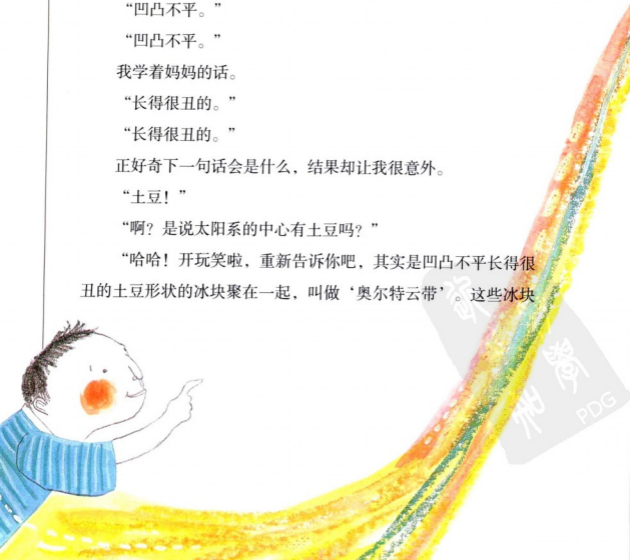 “凹凸不平。”
“凹凸不平。”
我学着妈妈的话。
“长得很丑的。”
“长得很丑的。”
正好奇下一句话会是什么，结果却让我很意外。
“土豆！”
“啊？是说太阳系的中心有土豆吗？”
“哈哈！开玩笑啦，重新告诉你吧，其实是凹凸不平长得很
丑的土豆形状的冰块聚在一起，叫做‘奥尔特云带’。这些冰块
PDG